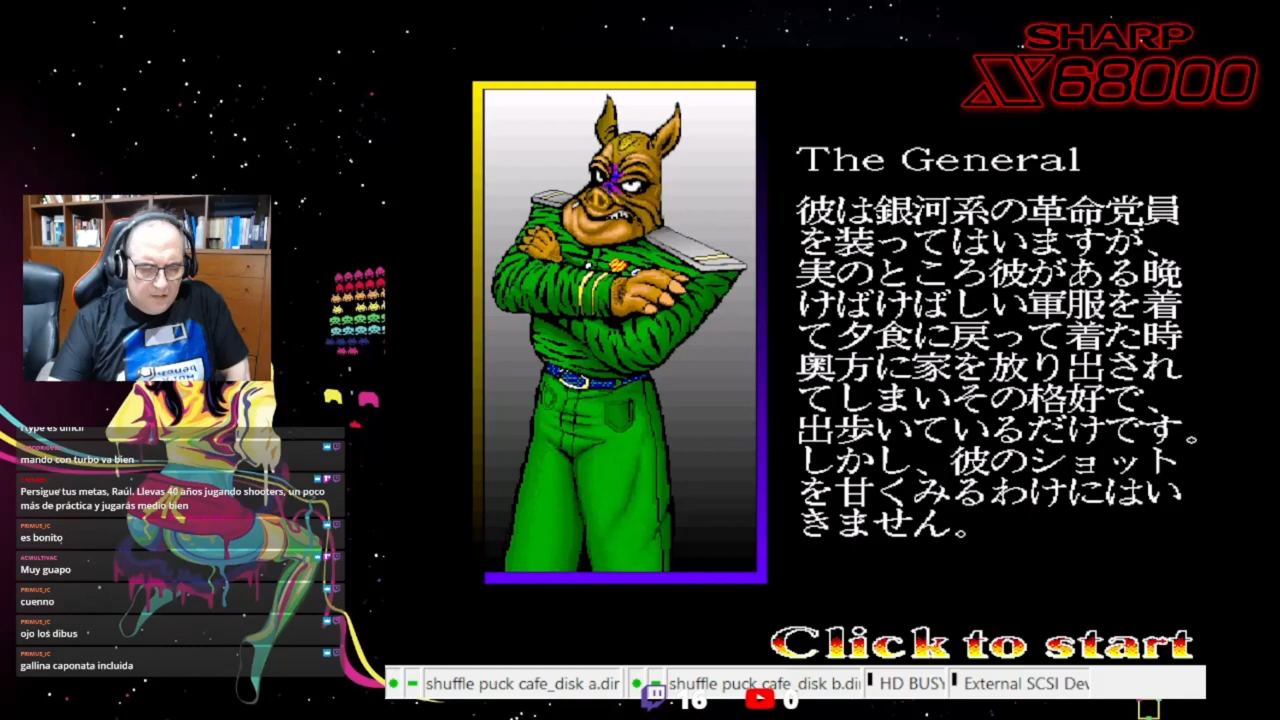 SHARP
X68000
The General
彼は銀河系の革命党員
を装ってはいますが、
実のところ彼がある晩
けばけばしい軍服を着
て夕食に戻って着た時
奥方に家を放り出され
てしまいその格好で、
出歩いているだけです。
しかし、彼のショット
を甘くみるわけにはい
きません。
Click to start
mando con turbo va bien
Persigue tus metas, Raúl. Llevas 40 años jugando shooters, un poco
más de práctica y jugarás medio bien
PRIMUS_IC
es bonito
ACMULTIVAC
Muy guapo
PRIMUS_IC
cuenno
PRIMUS_IC
ojo los dibus
PRIMUS_IC
gallina caponata incluida
shuffle puck cafe_disk a.dir
shuffle puck cafe_disk b.di
HD BUSY
External SCSI Dev
16
0